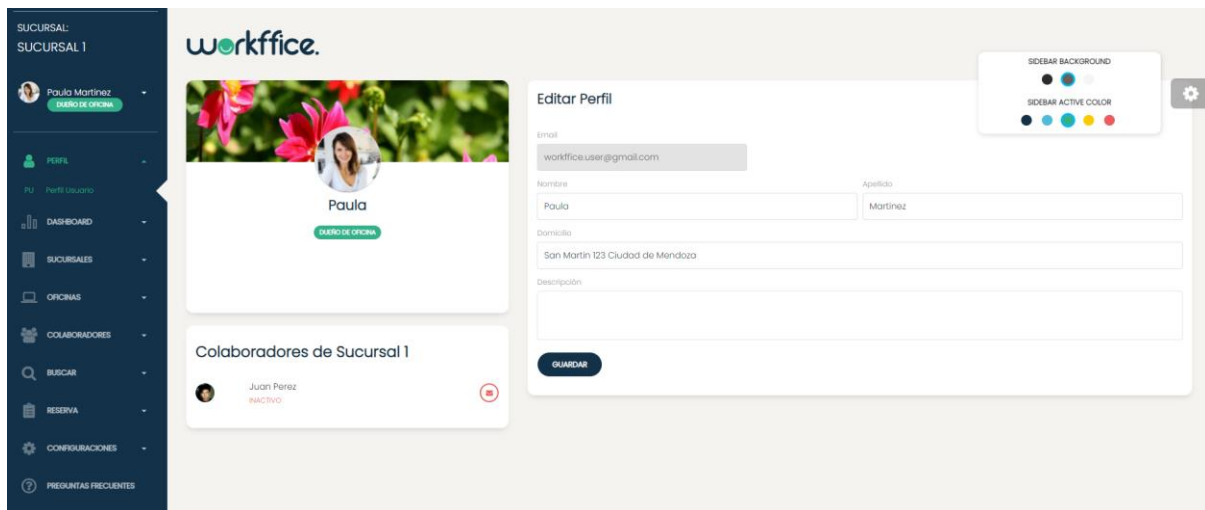 SUCURSAL:
SUCURSAL 1
Paula Martinez
DUEÑO DE OFICINA
PERFIL
PU Perfil Usuario
DASHBOARD
SUCURSALES
OFICINAS
COLABORADORES
BUSCAR
RESERVA
CONFIGURACIONES
PREGUNTAS FRECUENTES
workffice.
Paula
DUEÑO DE OFICINA
Colaboradores de Sucursal 1
Juan Perez
INACTIVO
Editar Perfil
Email
workffice.user@gmail.com
Nombre Apellido
Paula Martinez
Domicilio
San Martin 123 Ciudad de Mendoza
Descripción
GUARDAR
SIDEBAR BACKGROUND
SIDEBAR ACTIVE COLOR